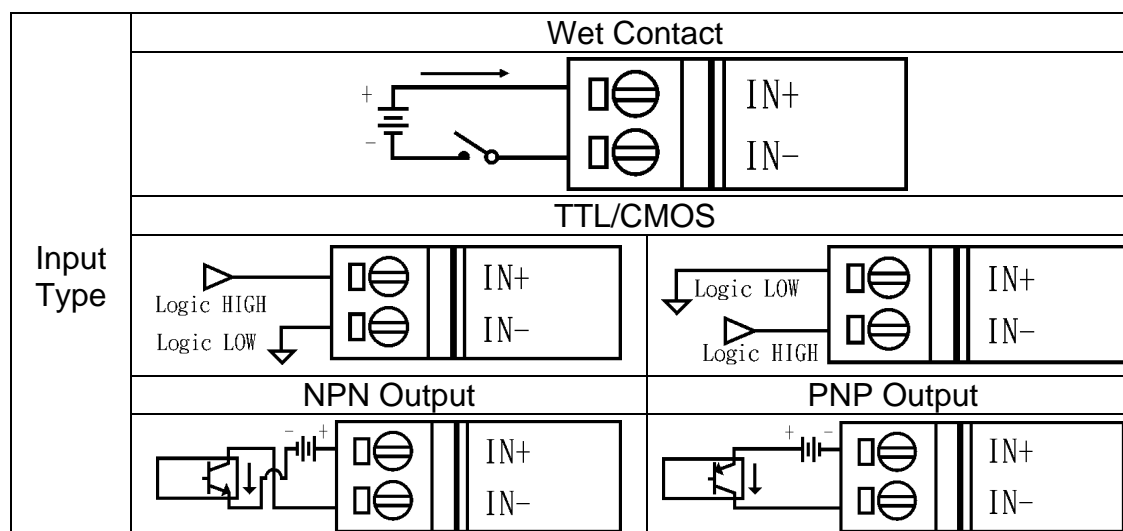 Wet Contact
+
-
IN+
IN-
TTL/CMOS
Input
Type
Logic HIGH
Logic LOW
IN+
IN-
Logic LOW
Logic HIGH
IN+
IN-
NPN Output
PNP Output
- +
IN+
IN-
+ -
IN+
IN-